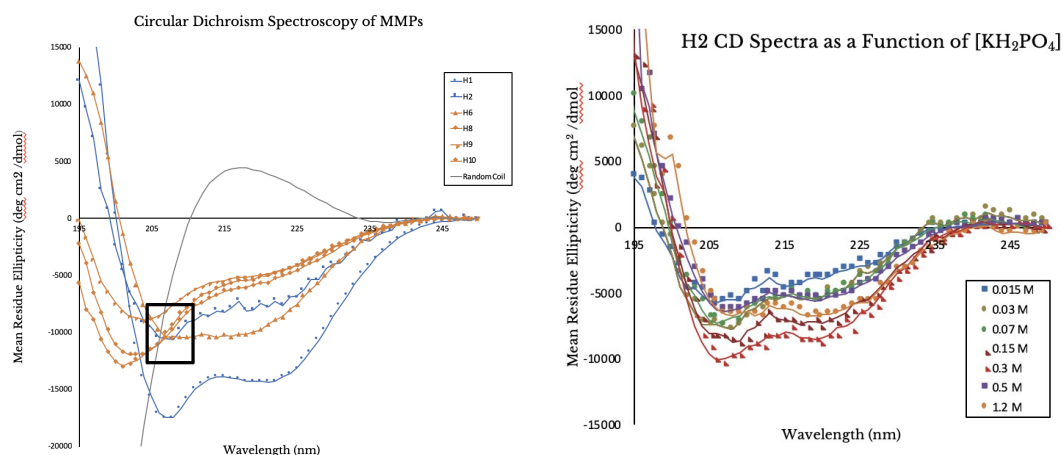 Circular Dichroism Spectroscopy of MMPs
Mean Residue Ellipticity (deg cm2 /dmol)
15000
10000
5000
0
-5000
-10000
-15000
-20000
195
205
215
225
235
245
H1
H2
H6
H8
H9
H10
Random Coil
Wavelength (nm)
H2 CD Spectra as a Function of [KH₂PO₄]
Mean Residue Ellipticity (deg cm² /dmol
15000
10000
5000
0
-5000
-10000
-15000
195
205
215
225
235
245
0.015 M
0.03 M
0.07 M
0.15 M
0.3 M
0.5 M
1.2 M
Wavelength (nm)